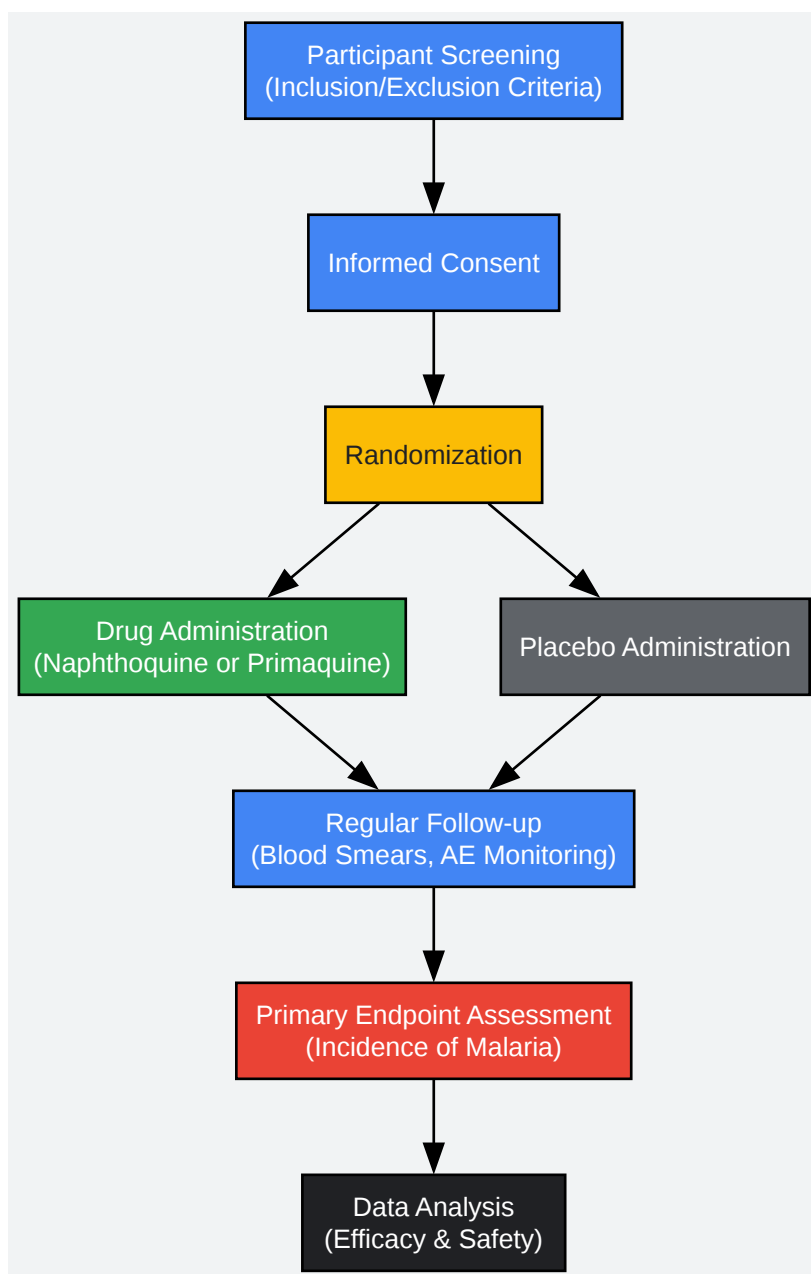 Participant Screening
(Inclusion/Exclusion Criteria)
Informed Consent
Randomization
Drug Administration
(Naphthoquine or Primaquine)
Placebo Administration
Regular Follow-up
(Blood Smears, AE Monitoring)
Primary Endpoint Assessment
(Incidence of Malaria)
Data Analysis
(Efficacy & Safety)